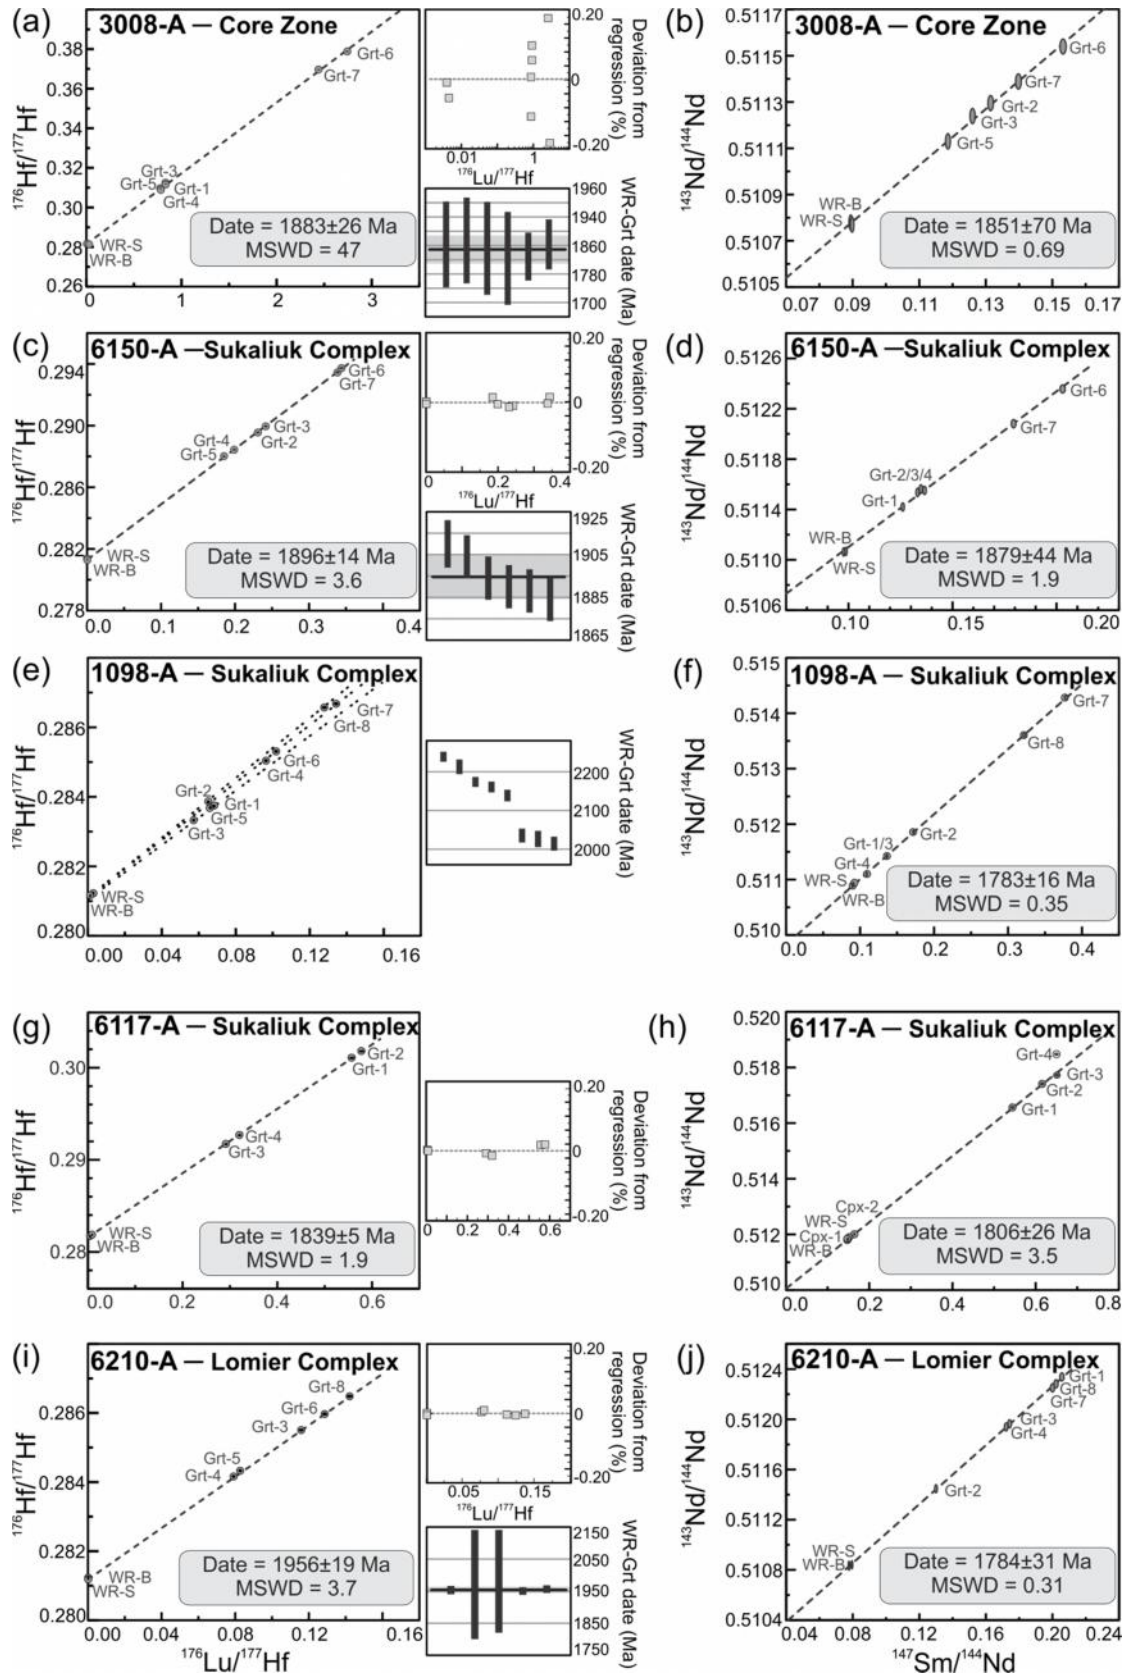 (a)
3008-A — Core Zone
176Hf/177Hf
0.38
0.36
0.34
0.32
0.30
0.28
0.26
Grt-6
Grt-7
Grt-3
Grt-5
Grt-1
Grt-4
WR-S
WR-B
Date = 1883±26 Ma
MSWD = 47
0
1
2
3
0.20
0
-0.20
Deviation from
regression (%)
0.01
1
176Lu/177Hf
1960
1940
1860
1780
1700
WR-Grt date (Ma)
(b)
3008-A — Core Zone
143Nd/144Nd
0.5117
0.5115
0.5113
0.5111
0.5109
0.5107
0.5105
Grt-6
Grt-7
Grt-2
Grt-3
Grt-5
WR-B
WR-S
Date = 1851±70 Ma
MSWD = 0.69
0.07
0.09
0.11
0.13
0.15
0.17
(c)
6150-A —Sukaliuk Complex
176Hf/177Hf
0.294
0.290
0.286
0.282
0.278
Grt-6
Grt-7
Grt-3
Grt-4
Grt-2
Grt-5
WR-S
WR-B
Date = 1896±14 Ma
MSWD = 3.6
0.0
0.1
0.2
0.3
0.4
0.20
0
-0.20
Deviation from
regression (%)
0
0.2
0.4
176Lu/177Hf
1925
1905
1885
1865
WR-Grt date (Ma)
(d)
6150-A —Sukaliuk Complex
143Nd/144Nd
0.5126
0.5122
0.5118
0.5114
0.5110
0.5106
Grt-6
Grt-7
Grt-2/3/4
Grt-1
WR-B
WR-S
Date = 1879±44 Ma
MSWD = 1.9
0.10
0.15
0.20
(e)
1098-A — Sukaliuk Complex
176Hf/177Hf
0.286
0.284
0.282
0.280
Grt-7
Grt-8
Grt-6
Grt-4
Grt-2
Grt-1
Grt-5
Grt-3
WR-S
WR-B
0.00
0.04
0.08
0.12
0.16
2200
2100
2000
WR-Grt date (Ma)
(f)
1098-A — Sukaliuk Complex
143Nd/144Nd
0.515
0.514
0.513
0.512
0.511
0.510
Grt-7
Grt-8
Grt-2
Grt-1/3
Grt-4
WR-S
WR-B
Date = 1783±16 Ma
MSWD = 0.35
0.0
0.1
0.2
0.3
0.4
(g)
6117-A — Sukaliuk Complex
176Hf/177Hf
0.30
0.29
0.28
Grt-2
Grt-1
Grt-4
Grt-3
WR-S
WR-B
Date = 1839±5 Ma
MSWD = 1.9
0.0
0.2
0.4
0.6
0.20
0
-0.20
Deviation from
regression (%)
0
0.2
0.4
0.6
(h)
6117-A — Sukaliuk Complex
143Nd/144Nd
0.520
0.518
0.516
0.514
0.512
0.510
Grt-4
Grt-3
Grt-2
Grt-1
Cpx-2
WR-S
Cpx-1
WR-B
Date = 1806±26 Ma
MSWD = 3.5
0.0
0.2
0.4
0.6
0.8
(i)
6210-A — Lomier Complex
176Hf/177Hf
0.286
0.284
0.282
0.280
Grt-8
Grt-6
Grt-3
Grt-5
Grt-4
WR-B
WR-S
Date = 1956±19 Ma
MSWD = 3.7
0.00
0.04
0.08
0.12
0.16
176Lu/177Hf
0.20
0
-0.20
Deviation from
regression (%)
0.05
0.15
176Lu/177Hf
2150
2050
1950
1850
1750
WR-Grt date (Ma)
(j)
6210-A — Lomier Complex
143Nd/144Nd
0.5124
0.5120
0.5116
0.5112
0.5108
0.5104
Grt-1
Grt-8
Grt-7
Grt-3
Grt-4
Grt-2
WR-S
WR-B
Date = 1784±31 Ma
MSWD = 0.31
0.04
0.08
0.12
0.16
0.20
0.24
147Sm/144Nd